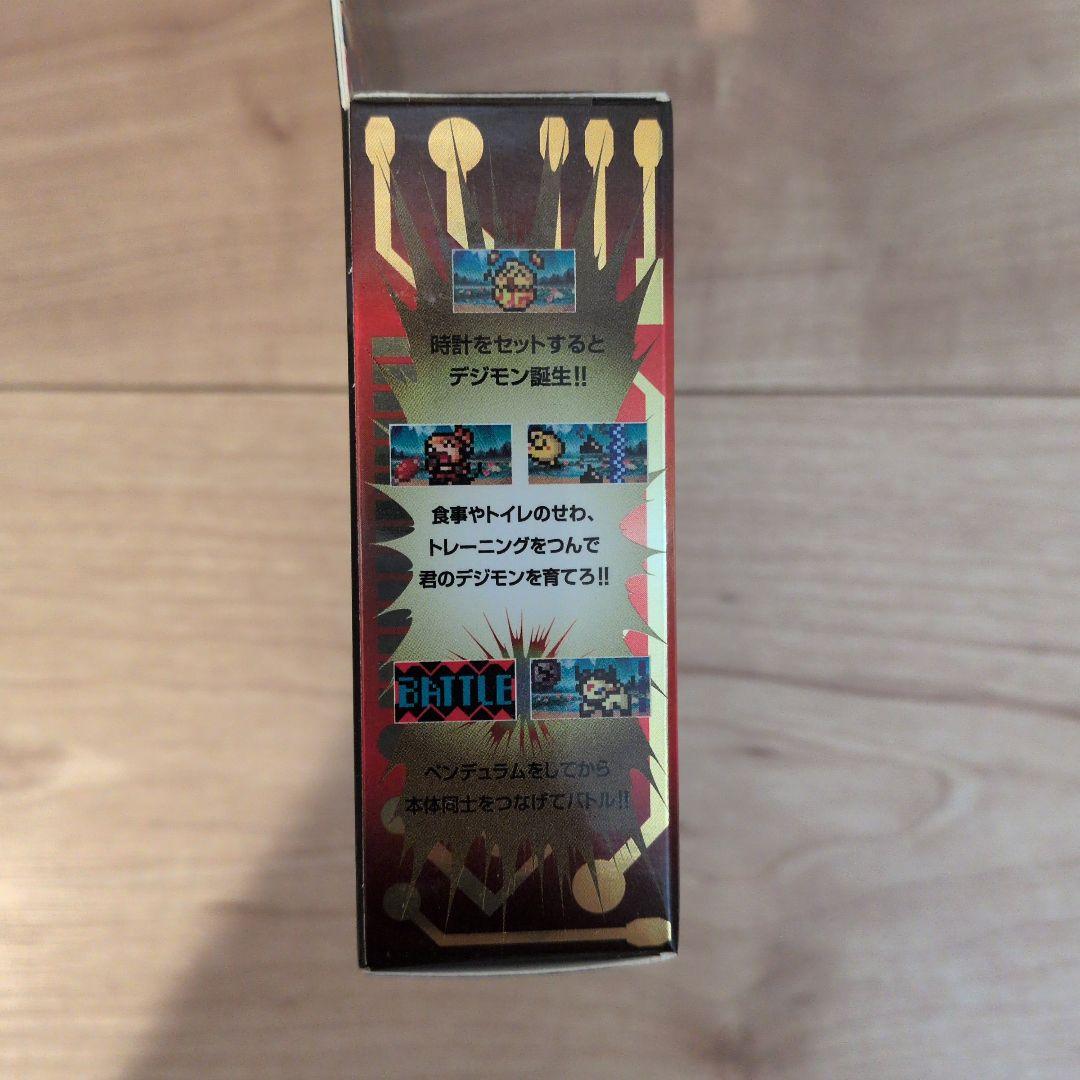 時計をセットすると
デジモン誕生!!
食事やトイレのせわ、
トレーニングをつんで
君のデジモンを育てろ!!
BATTLE
ペンデュラムをしてから
本体同士をつなげてバトル!!